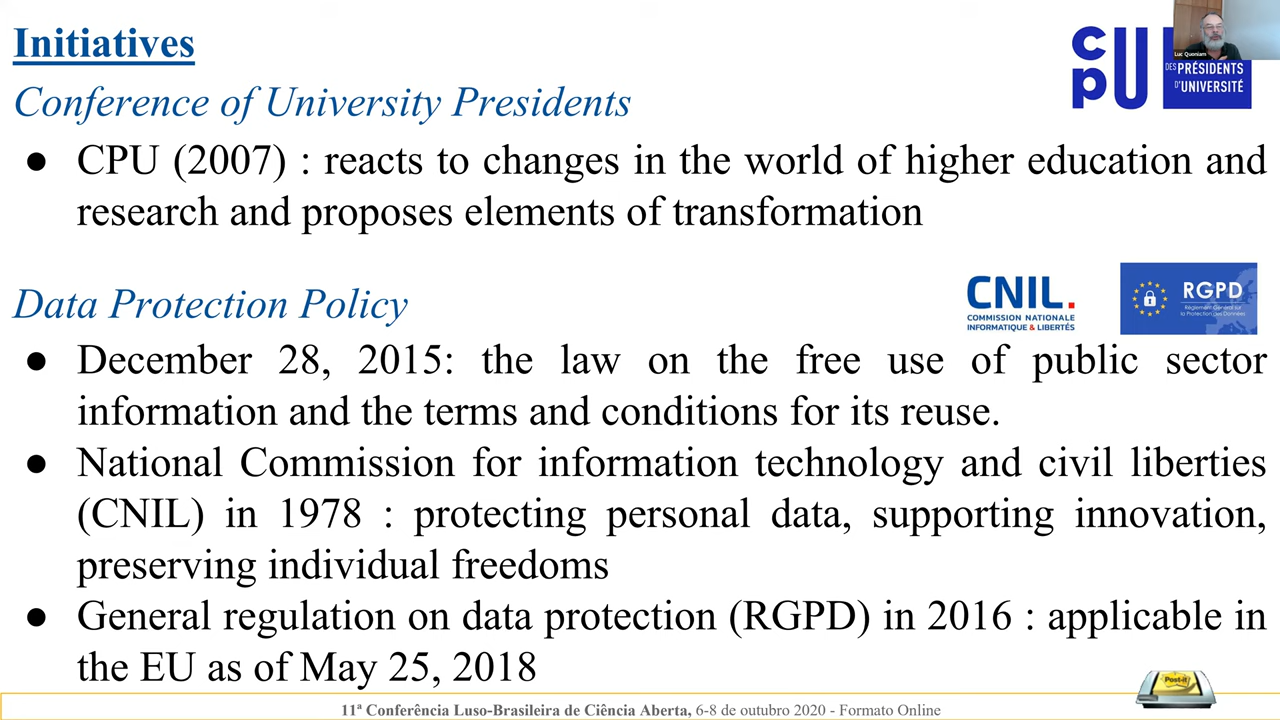 Initiatives
Conference of University Presidents
cpu
DES PRÉSIDENTS
D'UNIVERSITÉ
Luc Quoniam
● CPU (2007) : reacts to changes in the world of higher education and
research and proposes elements of transformation
Data Protection Policy
CNIL.
COMMISSION NATIONALE
INFORMATIQUE & LIBERTÉS
RGPD
Règlement Général sur
la Protection des Données
● December 28, 2015: the law on the free use of public sector
information and the terms and conditions for its reuse.
● National Commission for information technology and civil liberties
(CNIL) in 1978 : protecting personal data, supporting innovation,
preserving individual freedoms
● General regulation on data protection (RGPD) in 2016 : applicable in
the EU as of May 25, 2018
Post-it
11ª Conferência Luso-Brasileira de Ciência Aberta, 6-8 de outubro 2020 - Formato Online